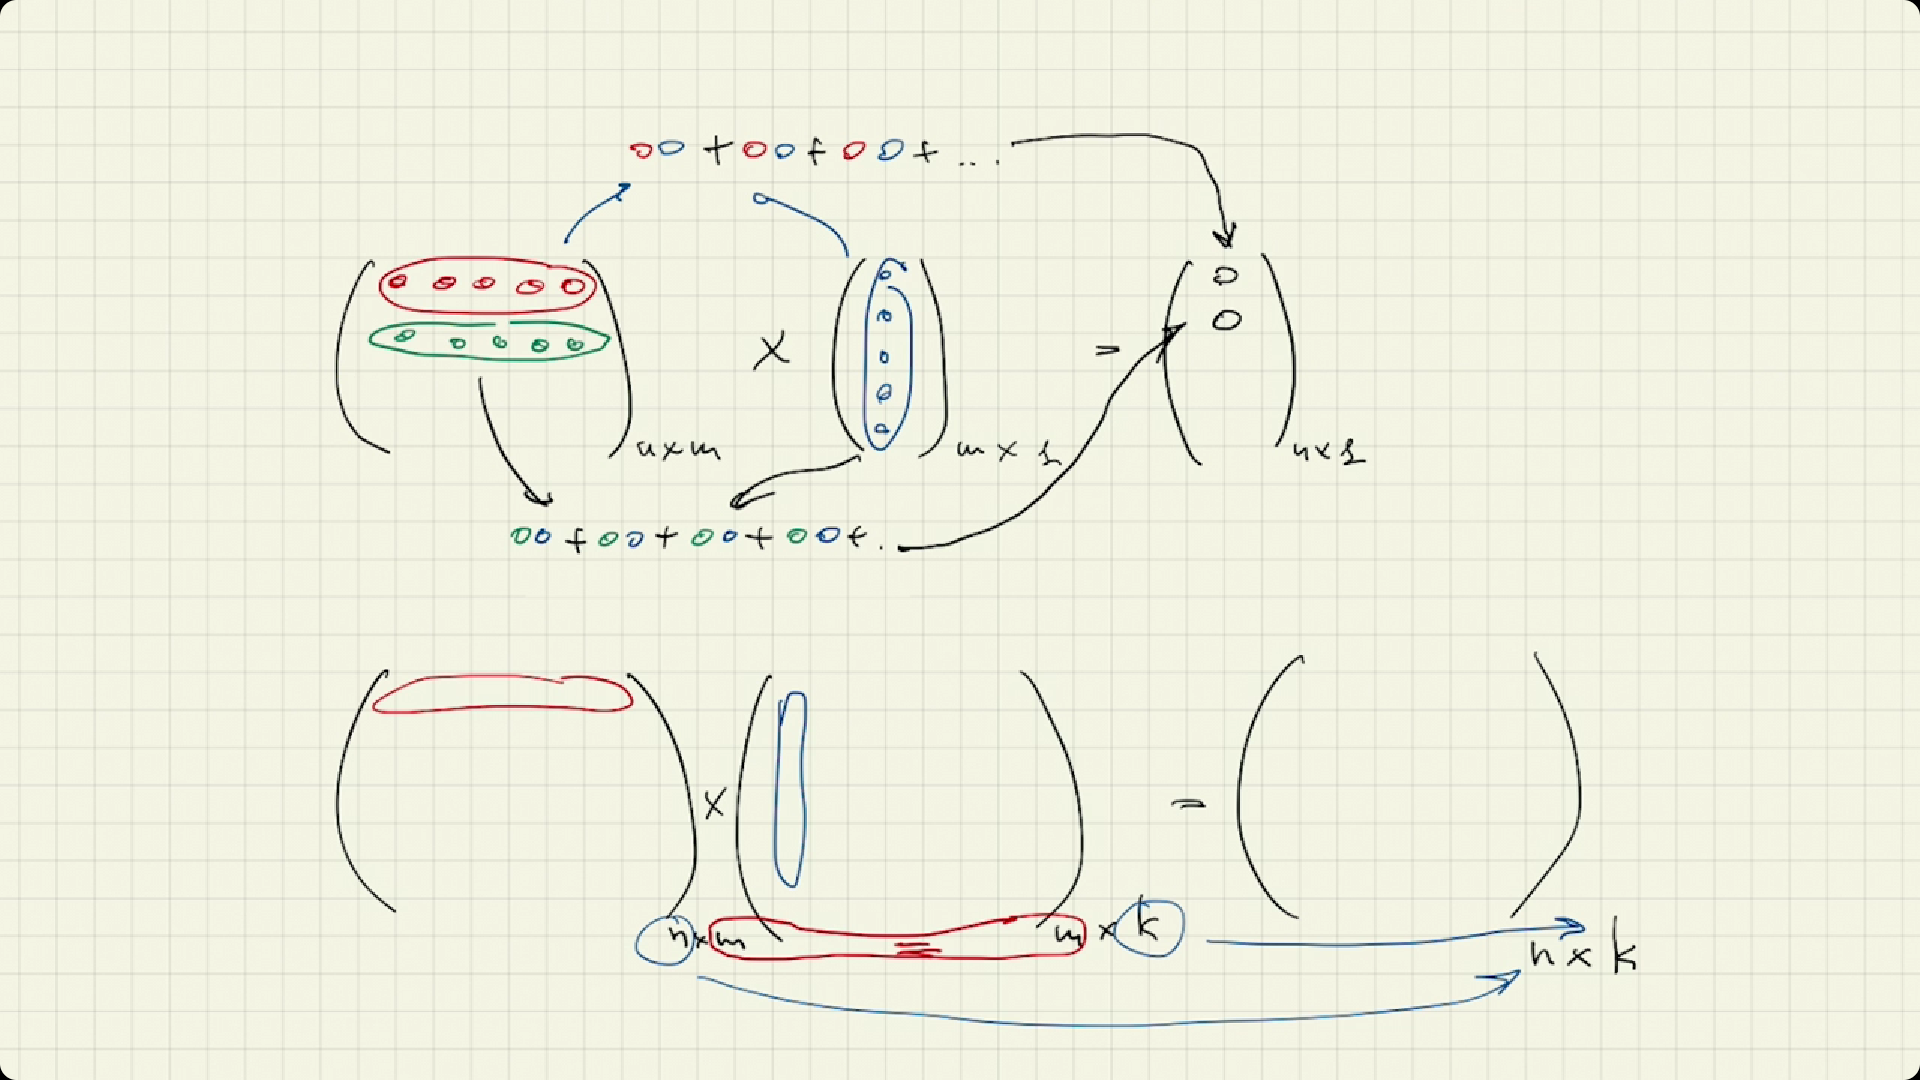 + + + ...
× =
n×m m×1 n×1
+ + + + .
× =
n×m = m×k
n×k